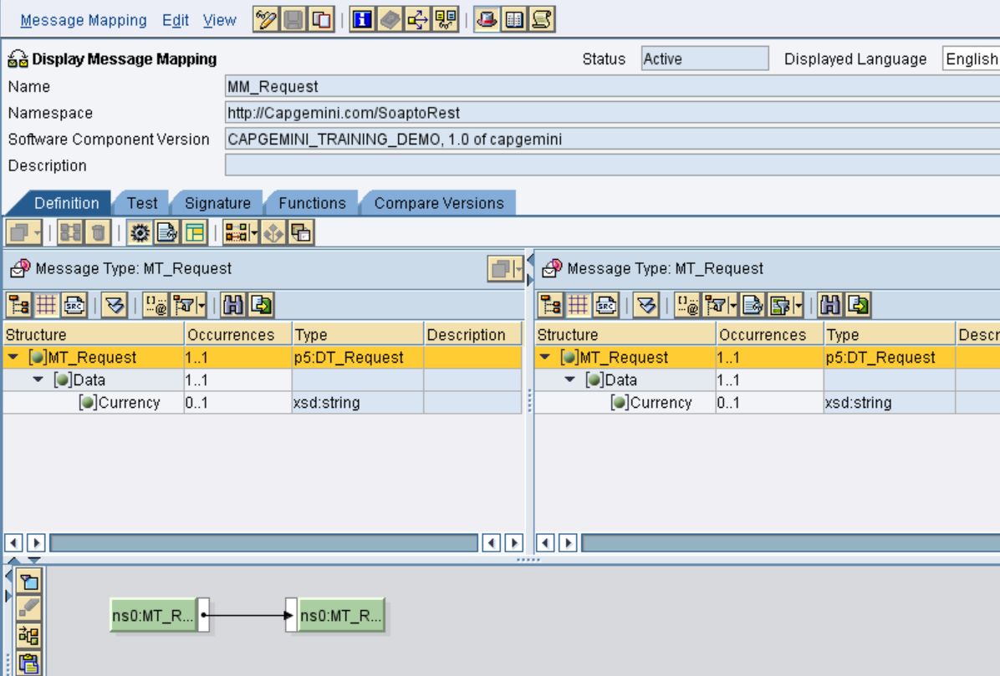 Message Mapping Edit View
Display Message Mapping Status Active Displayed Language English
Name MM_Request
Namespace http://Capgemini.com/SoaptoRest
Software Component Version CAPGEMINI_TRAINING_DEMO, 1.0 of capgemini
Description
Definition Test Signature Functions Compare Versions
Message Type: MT_Request Message Type: MT_Request
SRC SRC
Structure Occurrences Type Description Structure Occurrences Type Descr
MT_Request 1..1 p5:DT_Request MT_Request 1..1 p5:DT_Request
Data 1..1 Data 1..1
Currency 0..1 xsd:string Currency 0..1 xsd:string
ns0:MT_R... ns0:MT_R...